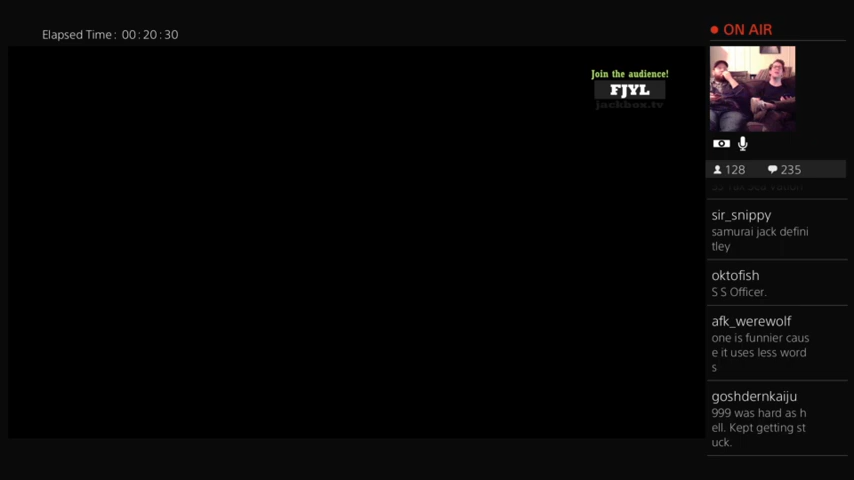 Elapsed Time: 00:20:30
ON AIR
Join the audience!
FJYL
jackbox.tv
128 235
sir_snippy
samurai jack defini
tley
oktofish
S S Officer.
afk_werewolf
one is funnier caus
e it uses less word
s
goshdernkaiju
999 was hard as h
ell. Kept getting st
uck.